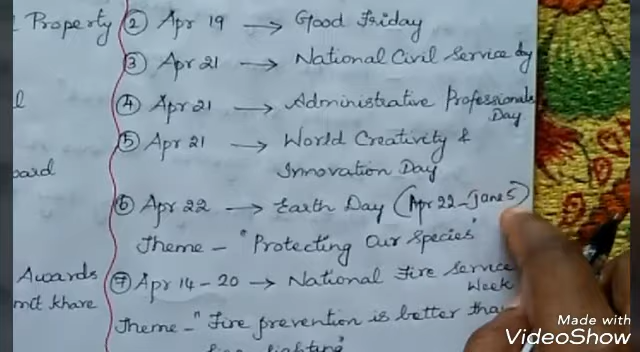 Property
② Apr 19 → Good Friday
③ Apr 21 → National Civil Service day
④ Apr 21 → Administrative Professionals
Day
⑤ Apr 21 → World Creativity &
Innovation Day
⑥ Apr 22 → Earth Day (Apr 22 - June 5)
Theme - "Protecting Our Species"
Awards
⑦ Apr 14 - 20 → National Fire Service
Week
mit khare
Theme - "Fire prevention is better than
fire fighting"
Made with
VideoShow